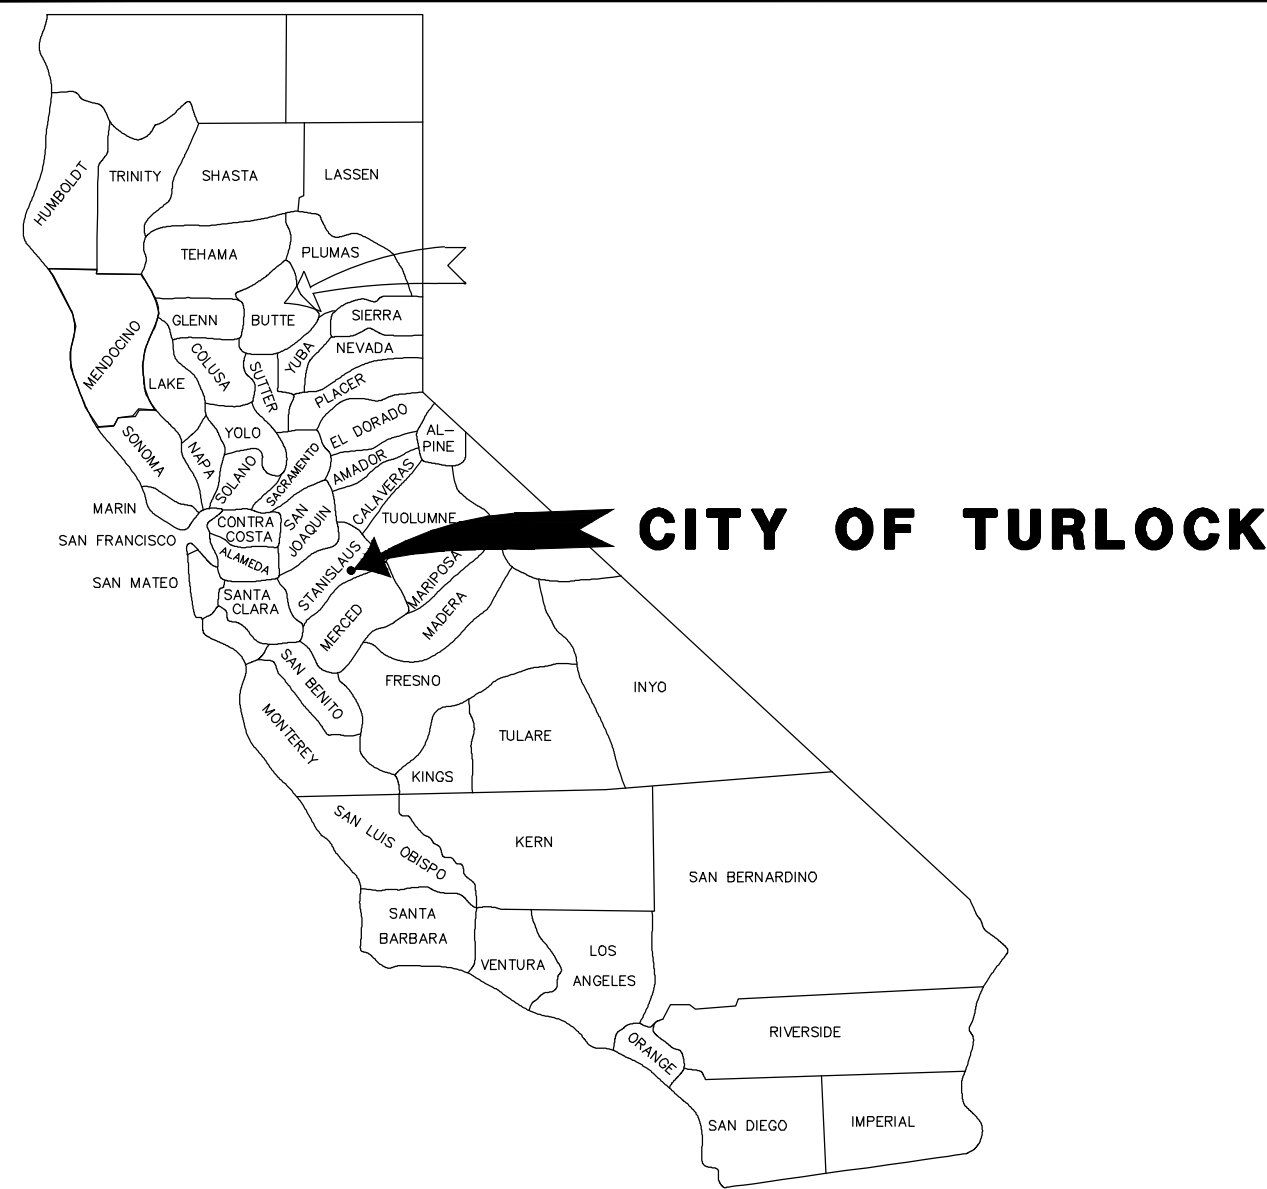 HUMBOLDT
TRINITY
SHASTA
LASSEN
TEHAMA
PLUMAS
MENDOCINO
GLENN
BUTTE
SIERRA
LAKE
COLUSA
SUTTER
YUBA
NEVADA
PLACER
SONOMA
NAPA
YOLO
SOLANO
SACRAMENTO
EL DORADO
AL-
PINE
AMADOR
CALAVERAS
MARIN
SAN FRANCISCO
SAN MATEO
CONTRA
COSTA
ALAMEDA
SAN
JOAQUIN
TUOLUMNE
CITY OF TURLOCK
SANTA
CLARA
STANISLAUS
MERCED
MARIPOSA
MADERA
SAN BENITO
FRESNO
INYO
MONTEREY
KINGS
TULARE
SAN LUIS OBISPO
KERN
SAN BERNARDINO
SANTA
BARBARA
VENTURA
LOS
ANGELES
ORANGE
RIVERSIDE
SAN DIEGO
IMPERIAL